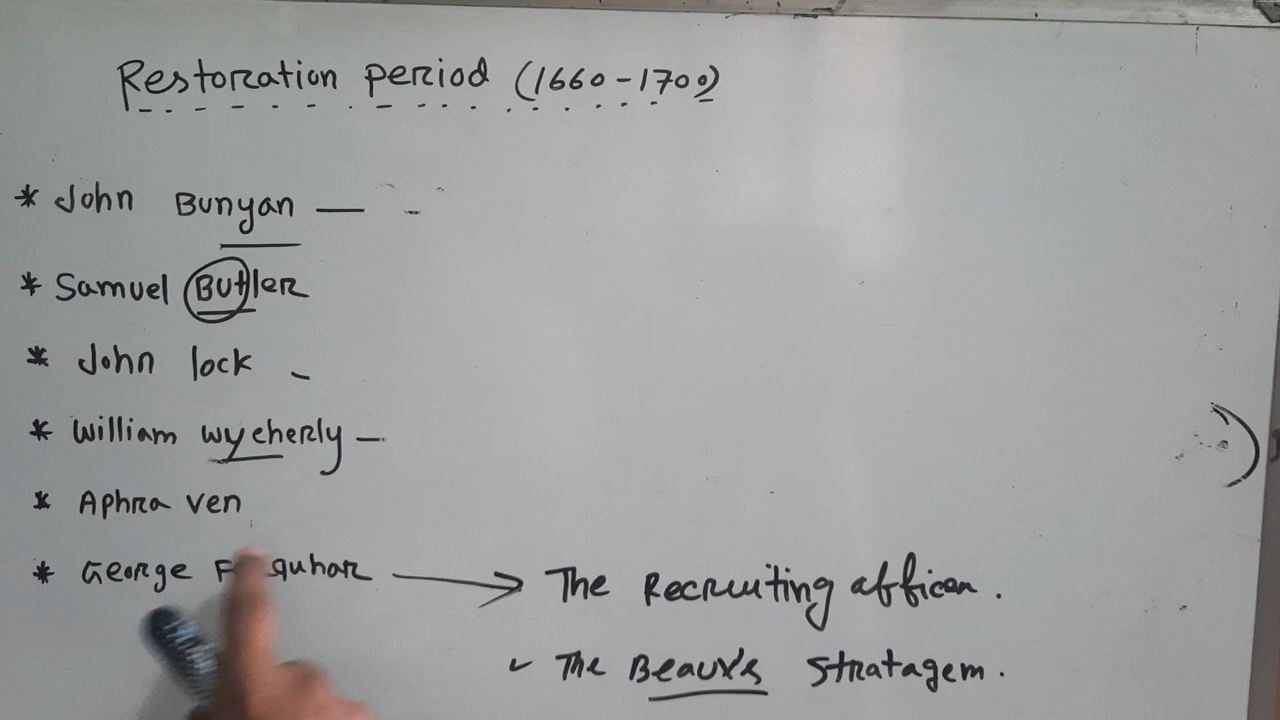 Restoration period (1660-1700)
* John Bunyan —
* Samuel Butler
* John lock -
* William wycherly —
* Aphra ven
* George → The Recruiting afficer.
✓ The Beaux's Stratagem.